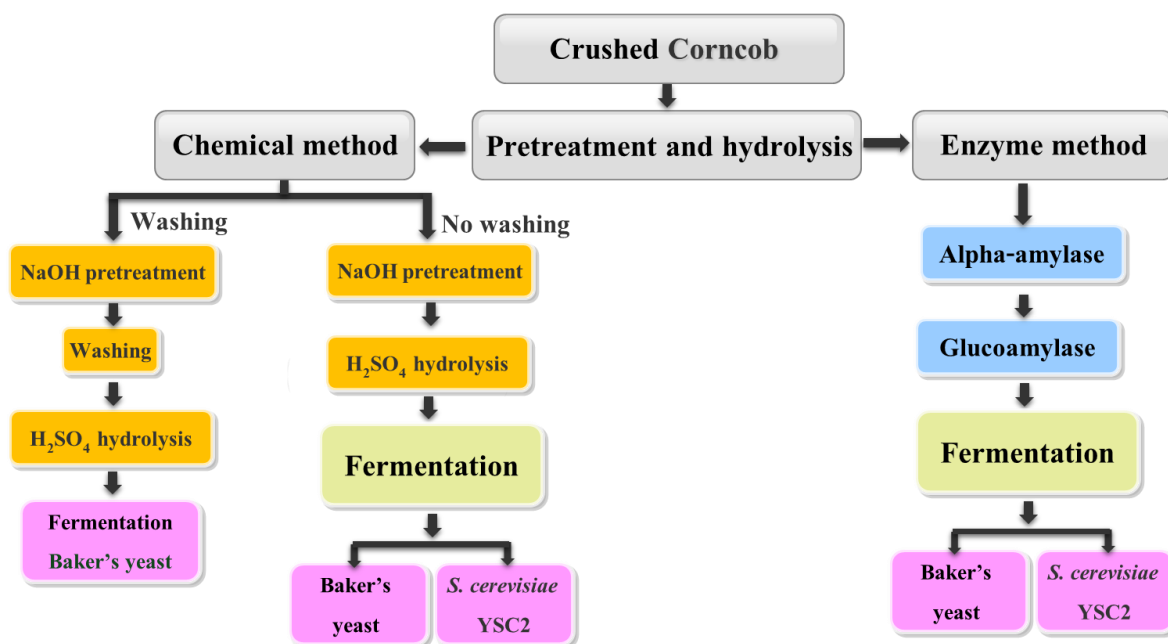 Crushed Corncob
Chemical method
Pretreatment and hydrolysis
Enzyme method
Washing
No washing
NaOH pretreatment
Washing
H₂SO₄ hydrolysis
Fermentation
Baker's yeast
NaOH pretreatment
H₂SO₄ hydrolysis
Fermentation
Baker's
yeast
S. cerevisiae
YSC2
Alpha-amylase
Glucoamylase
Fermentation
Baker's
yeast
S. cerevisiae
YSC2